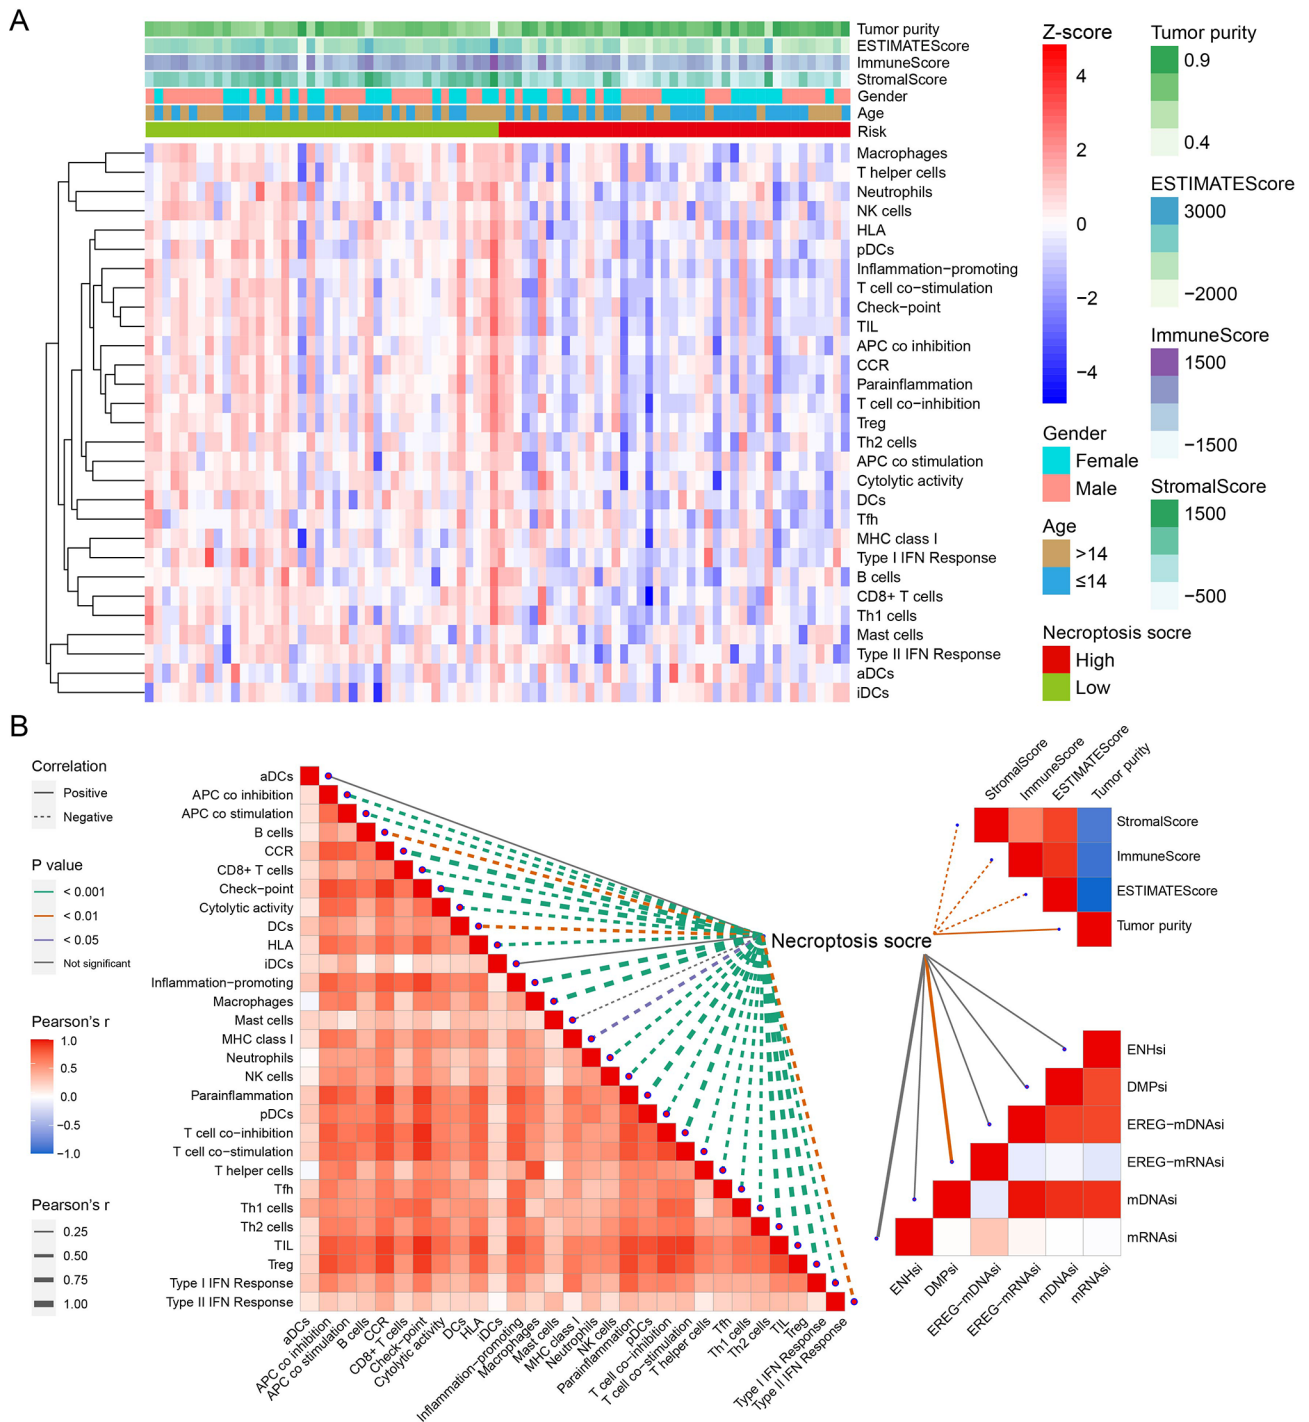 A
Tumor purity
ESTIMATEScore
ImmuneScore
StromalScore
Gender
Age
Risk
Macrophages
T helper cells
Neutrophils
NK cells
HLA
pDCs
Inflammation−promoting
T cell co−stimulation
Check−point
TIL
APC co inhibition
CCR
Parainflammation
T cell co−inhibition
Treg
Th2 cells
APC co stimulation
Cytolytic activity
DCs
Tfh
MHC class I
Type I IFN Response
B cells
CD8+ T cells
Th1 cells
Mast cells
Type II IFN Response
aDCs
iDCs
Z−score
4
2
0
−2
−4
Gender
Female
Male
Age
>14
≤14
Necroptosis socre
High
Low
Tumor purity
0.9
0.4
ESTIMATEScore
3000
−2000
ImmuneScore
1500
−1500
StromalScore
1500
−500
B
Correlation
Positive
Negative
P value
< 0.001
< 0.01
< 0.05
Not significant
Pearson's r
1.0
0.5
0.0
−0.5
−1.0
Pearson's r
0.25
0.50
0.75
1.00
aDCs
APC co inhibition
APC co stimulation
B cells
CCR
CD8+ T cells
Check−point
Cytolytic activity
DCs
HLA
iDCs
Inflammation−promoting
Macrophages
Mast cells
MHC class I
Neutrophils
NK cells
Parainflammation
pDCs
T cell co−inhibition
T cell co−stimulation
T helper cells
Tfh
Th1 cells
Th2 cells
TIL
Treg
Type I IFN Response
Type II IFN Response
aDCs
APC co inhibition
APC co stimulation
B cells
CCR
CD8+ T cells
Check−point
Cytolytic activity
DCs
HLA
iDCs
Inflammation−promoting
Macrophages
Mast cells
MHC class I
Neutrophils
NK cells
Parainflammation
pDCs
T cell co−inhibition
T cell co−stimulation
T helper cells
Tfh
Th1 cells
Th2 cells
TIL
Treg
Type I IFN Response
Type II IFN Response
Necroptosis socre
StromalScore
ImmuneScore
ESTIMATEScore
Tumor purity
StromalScore
ImmuneScore
ESTIMATEScore
Tumor purity
ENHsi
DMPsi
EREG−mDNAsi
EREG−mRNAsi
mDNAsi
mRNAsi
ENHsi
DMPsi
EREG−mDNAsi
EREG−mRNAsi
mDNAsi
mRNAsi